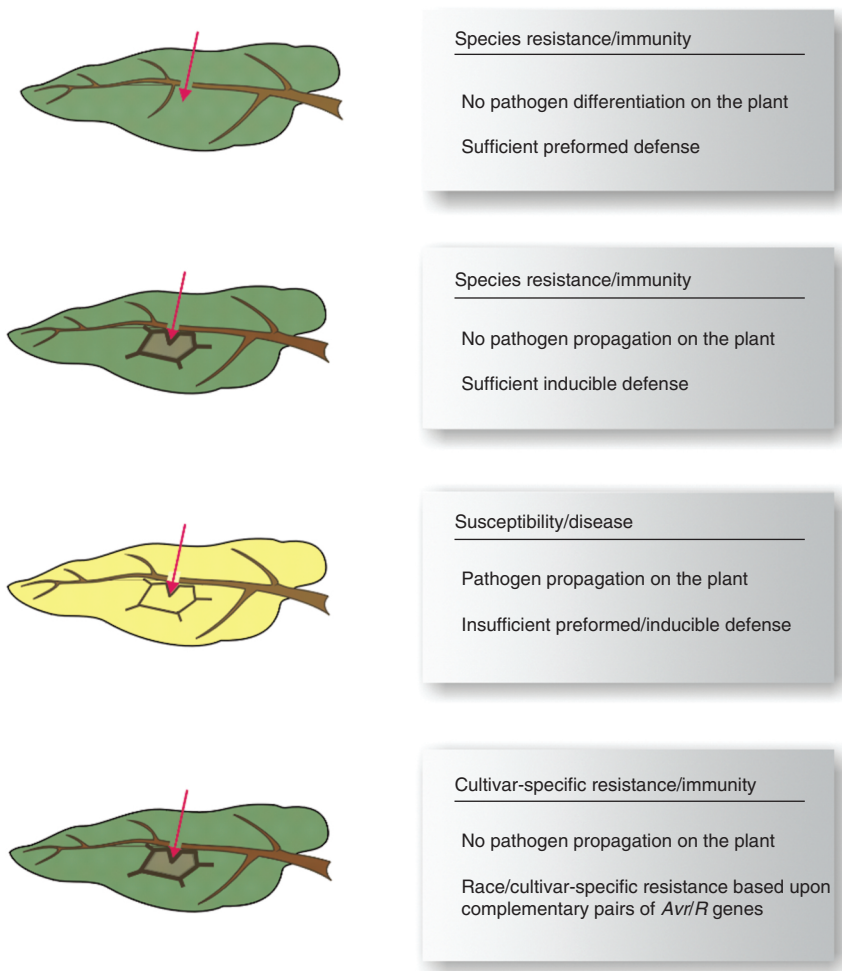 Species resistance/immunity
No pathogen differentiation on the plant
Sufficient preformed defense
Species resistance/immunity
No pathogen propagation on the plant
Sufficient inducible defense
Susceptibility/disease
Pathogen propagation on the plant
Insufficient preformed/inducible defense
Cultivar-specific resistance/immunity
No pathogen propagation on the plant
Race/cultivar-specific resistance based upon
complementary pairs of Avr/R genes